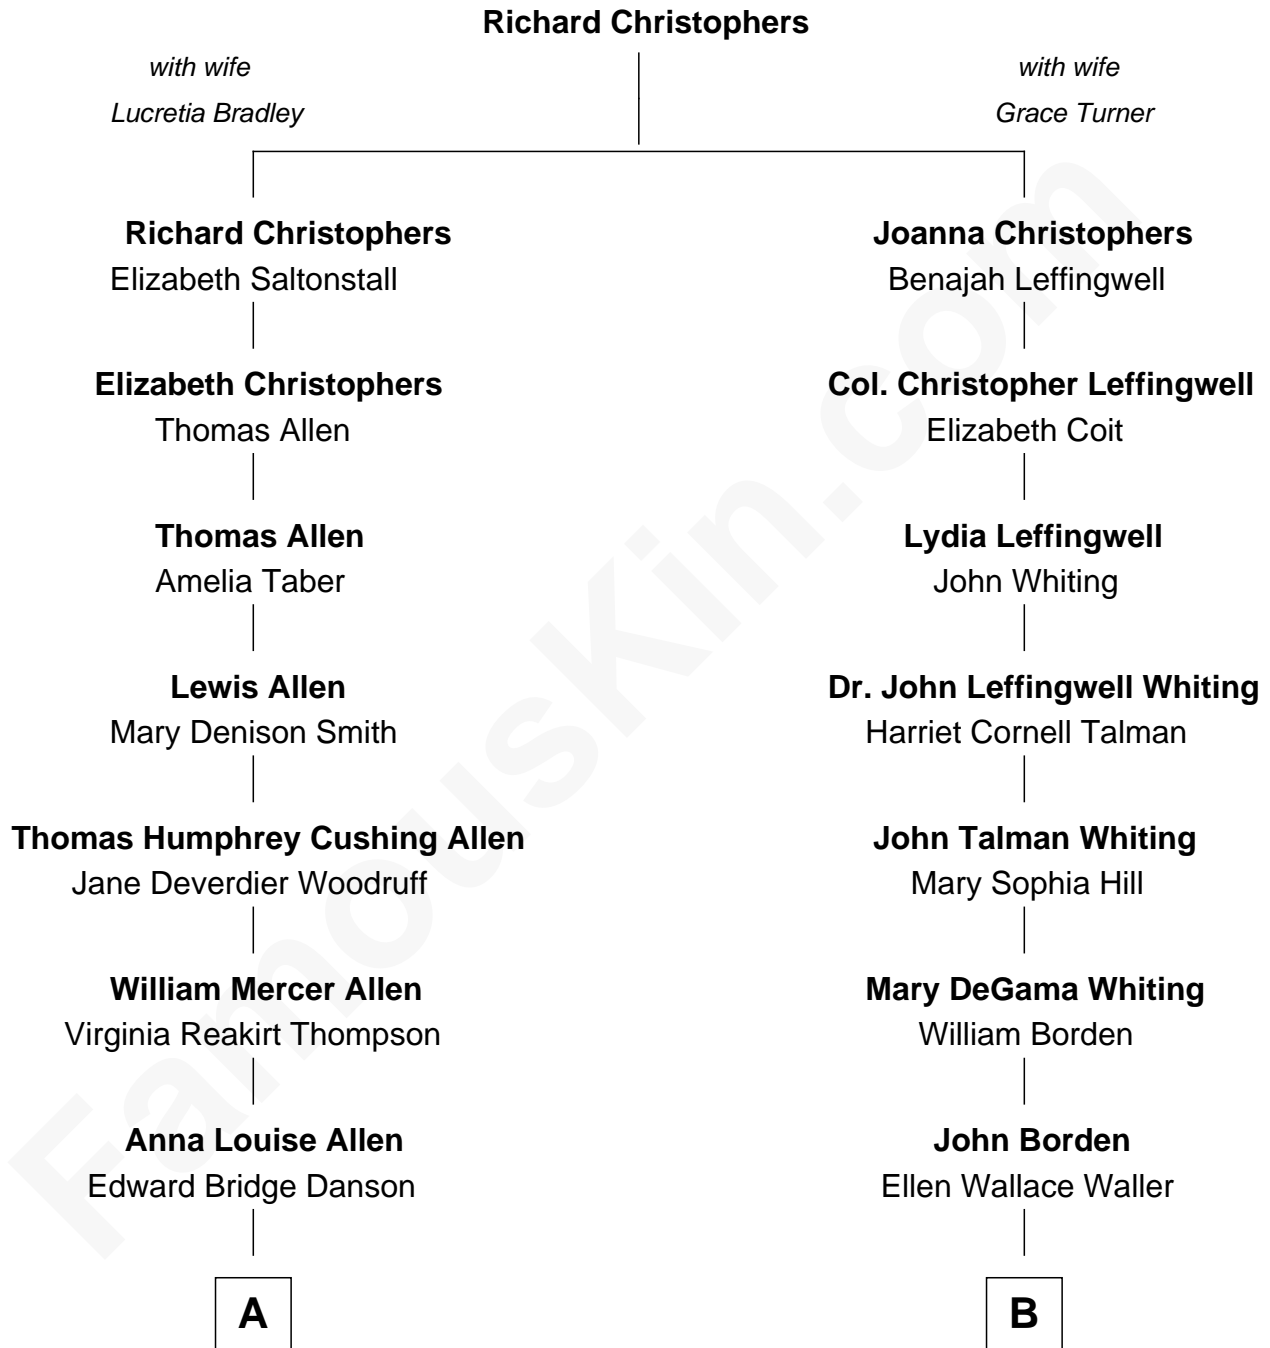 Richard Christophers
with wife
Lucretia Bradley
with wife
Grace Turner
Richard Christophers
Elizabeth Saltonstall
Joanna Christophers
Benajah Leffingwell
Elizabeth Christophers
Thomas Allen
Col. Christopher Leffingwell
Elizabeth Coit
Thomas Allen
Amelia Taber
Lydia Leffingwell
John Whiting
Lewis Allen
Mary Denison Smith
Dr. John Leffingwell Whiting
Harriet Cornell Talman
Thomas Humphrey Cushing Allen
Jane Deverdier Woodruff
John Talman Whiting
Mary Sophia Hill
William Mercer Allen
Virginia Reakirt Thompson
Mary DeGama Whiting
William Borden
Anna Louise Allen
Edward Bridge Danson
John Borden
Ellen Wallace Waller
A
B
FamousKin.com